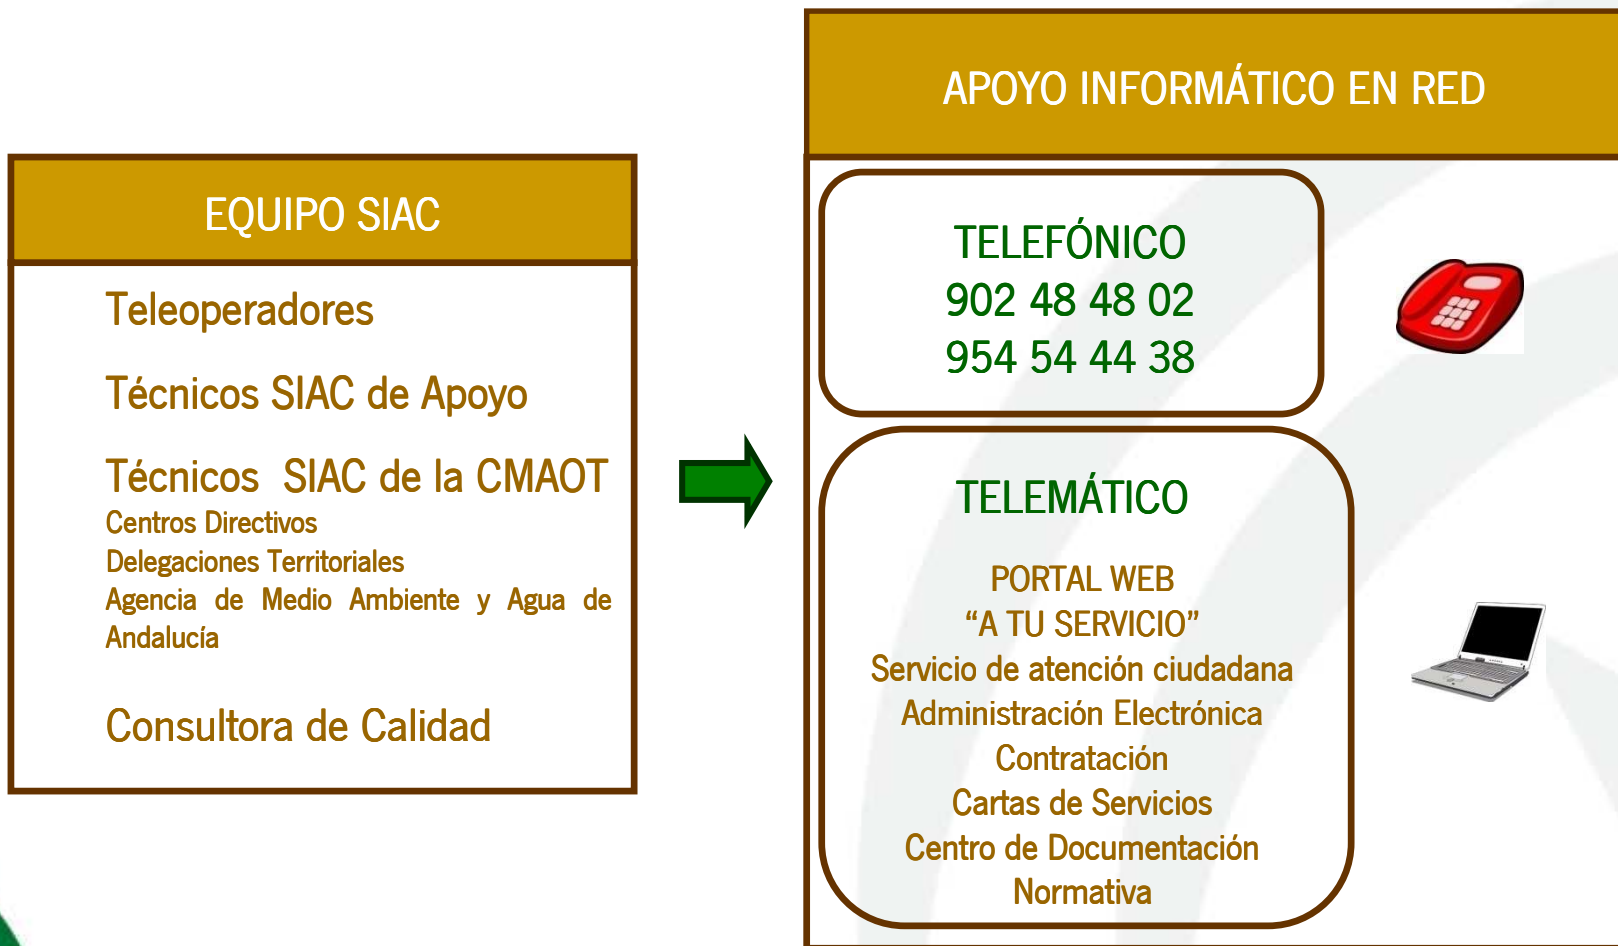 EQUIPO SIAC
Teleoperadores
Técnicos SIAC de Apoyo
Técnicos SIAC de la CMAOT
Centros Directivos
Delegaciones Territoriales
Agencia de Medio Ambiente y Agua de
Andalucía
Consultora de Calidad
APOYO INFORMÁTICO EN RED
TELEFÓNICO
902 48 48 02
954 54 44 38
TELEMÁTICO
PORTAL WEB
“A TU SERVICIO”
Servicio de atención ciudadana
Administración Electrónica
Contratación
Cartas de Servicios
Centro de Documentación
Normativa